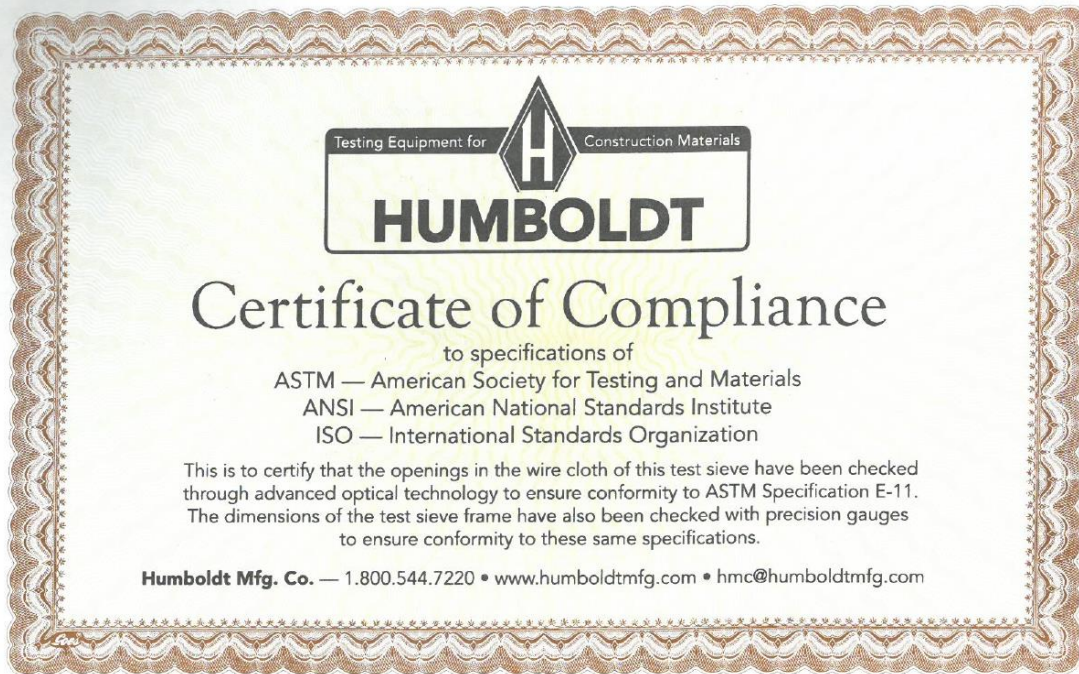 Testing Equipment for Construction Materials
H
HUMBOLDT
Certificate of Compliance
to specifications of
ASTM — American Society for Testing and Materials
ANSI — American National Standards Institute
ISO — International Standards Organization
This is to certify that the openings in the wire cloth of this test sieve have been checked
through advanced optical technology to ensure conformity to ASTM Specification E-11.
The dimensions of the test sieve frame have also been checked with precision gauges
to ensure conformity to these same specifications.
Humboldt Mfg. Co. — 1.800.544.7220 • www.humboldtmfg.com • hmc@humboldtmfg.com
Goes